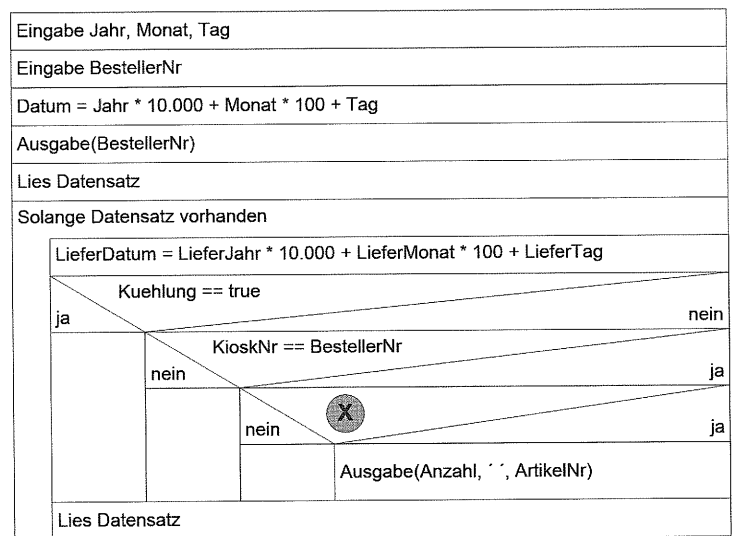 Eingabe Jahr, Monat, Tag
Eingabe BestellerNr
Datum = Jahr * 10.000 + Monat * 100 + Tag
Ausgabe(BestellerNr)
Lies Datensatz
Solange Datensatz vorhanden
LieferDatum = LieferJahr * 10.000 + LieferMonat * 100 + LieferTag
Kuehlung == true
ja nein
KioskNr == BestellerNr
nein ja
X
nein ja
Ausgabe(Anzahl, ´ ´, ArtikelNr)
Lies Datensatz